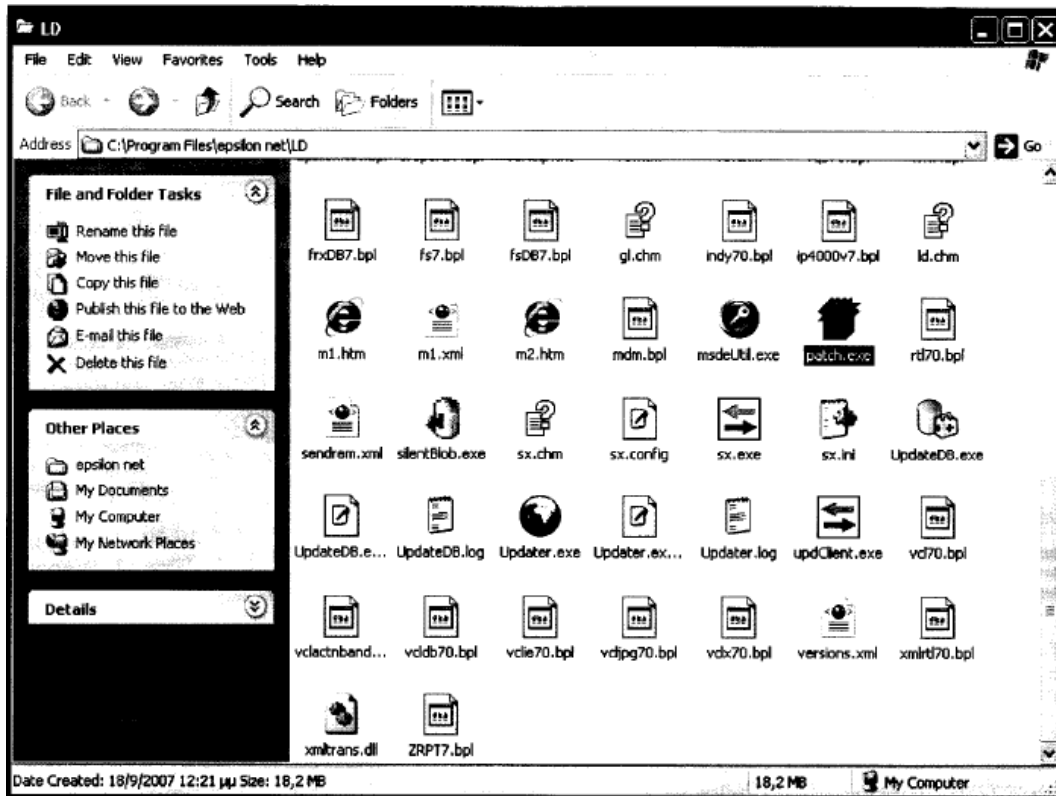 LD
File Edit View Favorites Tools Help
Back Search Folders
Address C:\Program Files\epsilon net\LD Go
File and Folder Tasks
Rename this file
Move this file
Copy this file
Publish this file to the Web
E-mail this file
Delete this file
Other Places
epsilon net
My Documents
My Computer
My Network Places
Details
frxDB7.bpl fs7.bpl fsDB7.bpl gl.chm indy70.bpl ip4000v7.bpl ld.chm
m1.htm m1.xml m2.htm mdm.bpl msdeUtil.exe patch.exe rtl70.bpl
sendrem.xml silentBlob.exe sx.chm sx.config sx.exe sx.ini UpdateDB.exe
UpdateDB.e... UpdateDB.log Updater.exe Updater.ex... Updater.log updClient.exe vcl70.bpl
vclactnband... vcldb70.bpl vclie70.bpl vcljpg70.bpl vclx70.bpl versions.xml xmlrtl70.bpl
xmltrans.dll ZRPT7.bpl
Date Created: 18/9/2007 12:21 μμ Size: 18,2 MB 18,2 MB My Computer